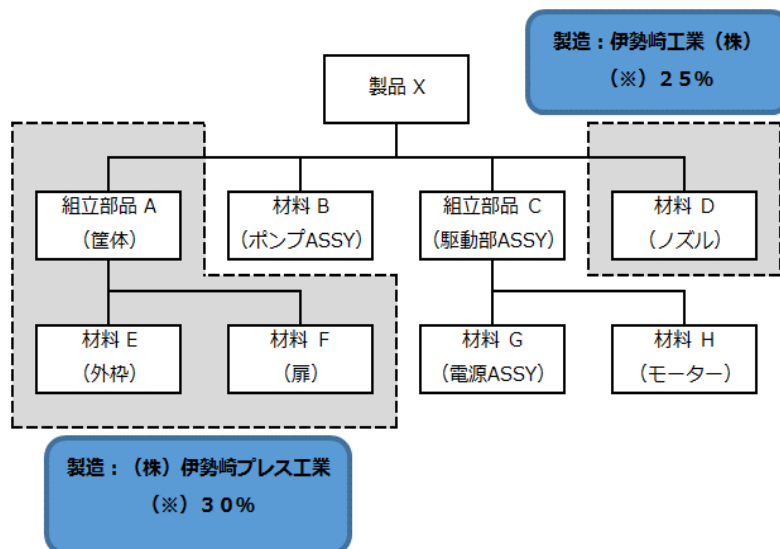 製造：伊勢崎工業（株）
（※）２５％
製品 X
組立部品 A
（筐体）
材料 B
（ポンプASSY）
組立部品 C
（駆動部ASSY）
材料 D
（ノズル）
材料 E
（外枠）
材料 F
（扉）
材料 G
（電源ASSY）
材料 H
（モーター）
製造：（株）伊勢崎プレス工業
（※）３０％